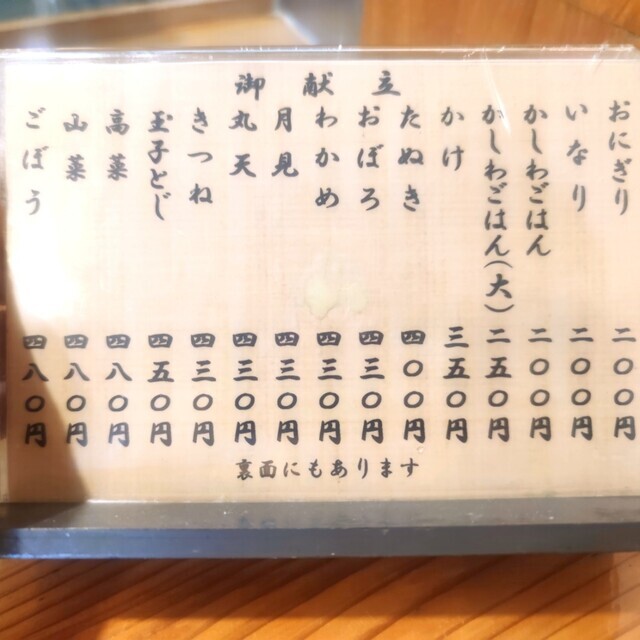 御献立
おにぎり 二〇〇円
いなり 二〇〇円
かしわごはん 二〇〇円
かしわごはん(大) 二五〇円
かけ 三五〇円
たぬき 四〇〇円
おぼろ 四三〇円
わかめ 四三〇円
月見 四三〇円
丸天 四三〇円
きつね 四三〇円
玉子とじ 四五〇円
高菜 四八〇円
山菜 四八〇円
ごぼう 四八〇円
裏面にもあります